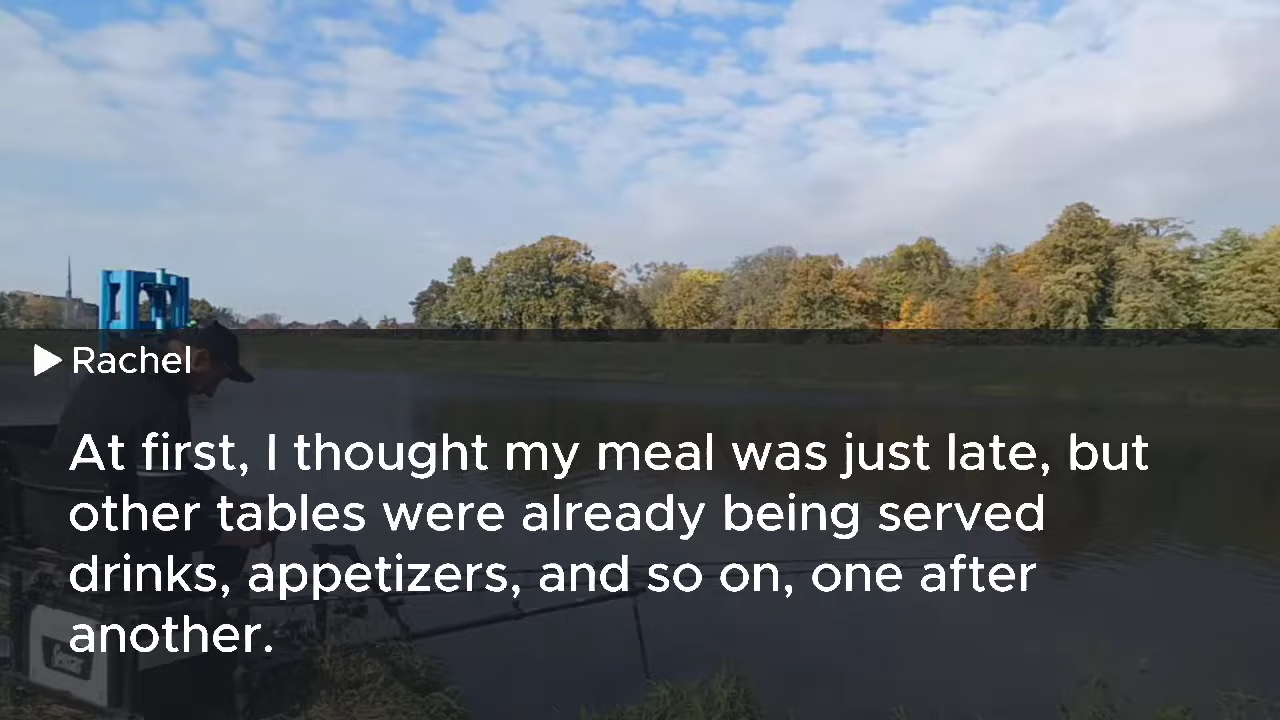 Rachel
At first, I thought my meal was just late, but
other tables were already being served
drinks, appetizers, and so on, one after
another.